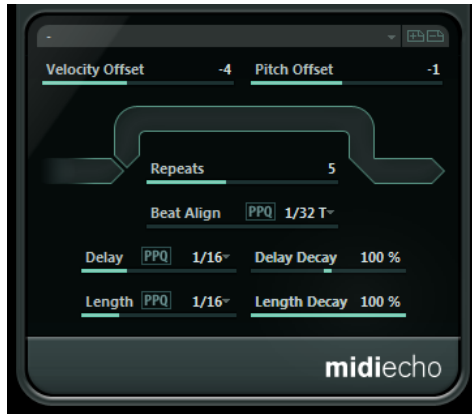 -
Velocity Offset -4 Pitch Offset -1
Repeats 5
Beat Align PPQ 1/32 T
Delay PPQ 1/16 Delay Decay 100 %
Length PPQ 1/16 Length Decay 100 %
midiecho